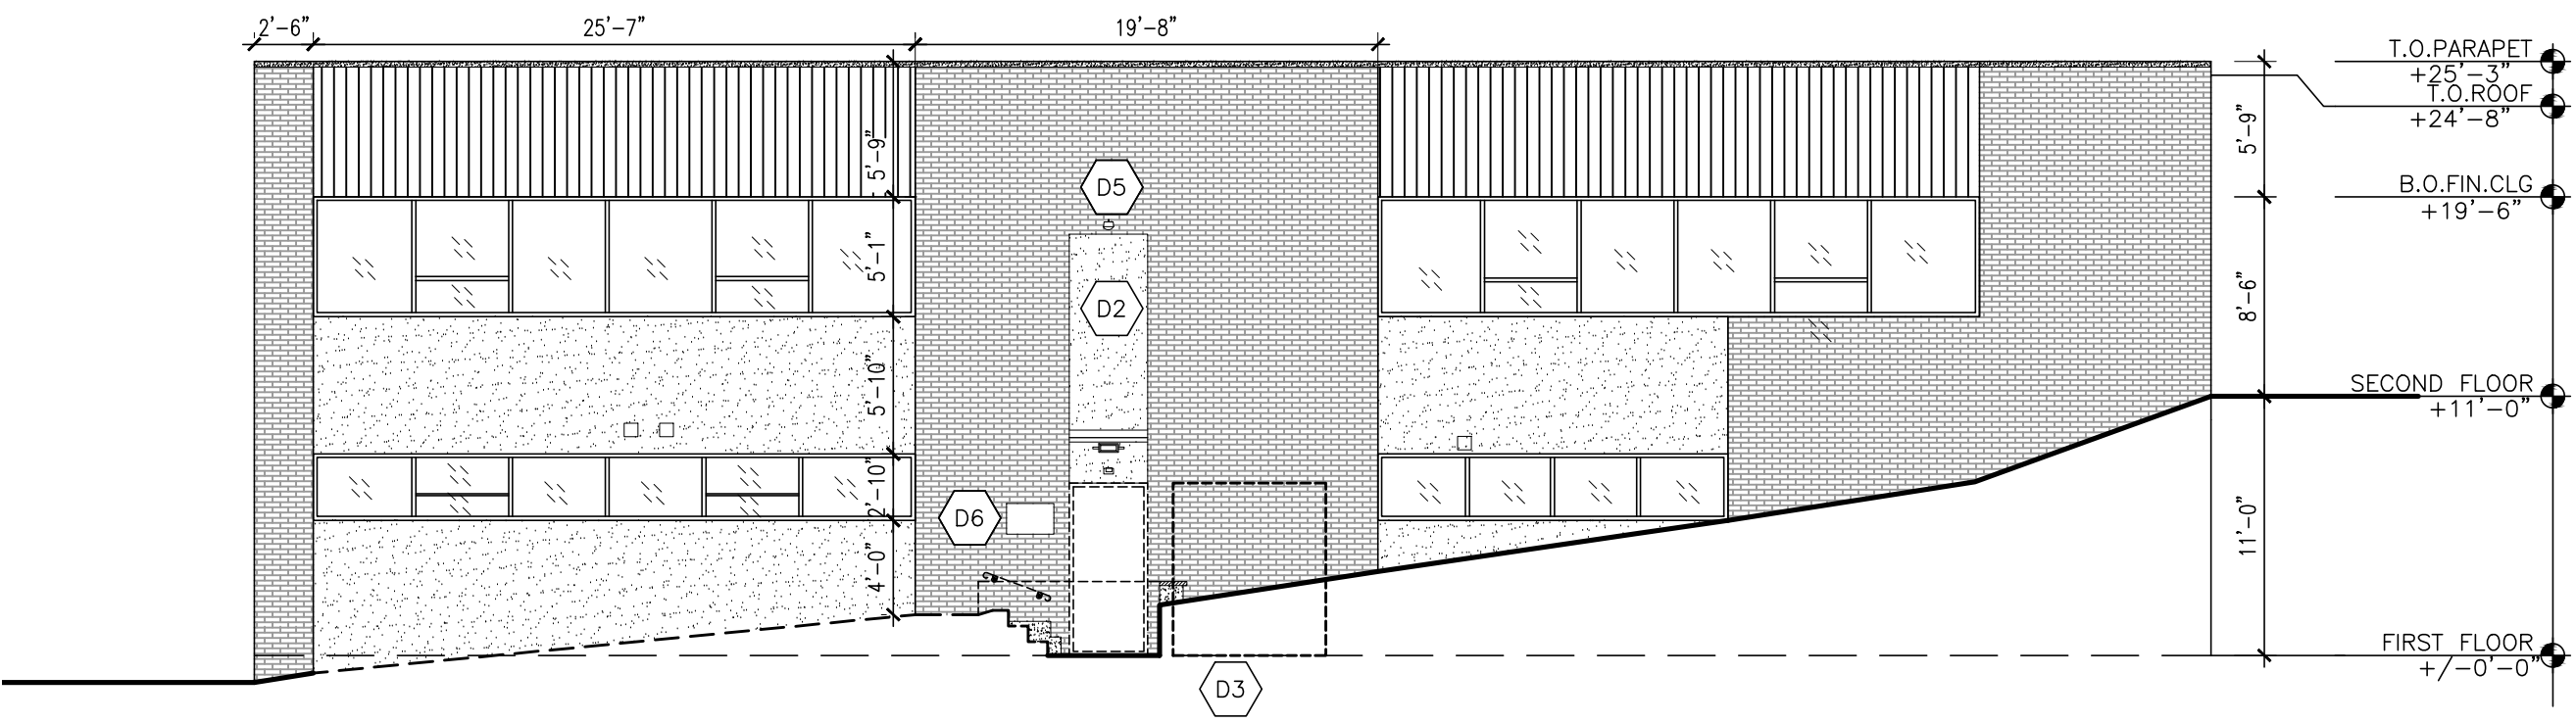 2'-6"
25'-7"
19'-8"
T.O.PARAPET
+25'-3"
T.O.ROOF
+24'-8"
5'-9"
5'-9"
D5
B.O.FIN.CLG
+19'-6"
5'-1"
D2
8'-6"
5'-10"
SECOND FLOOR
+11'-0"
2'-10"
D6
11'-0"
4'-0"
FIRST FLOOR
+/-0'-0"
D3